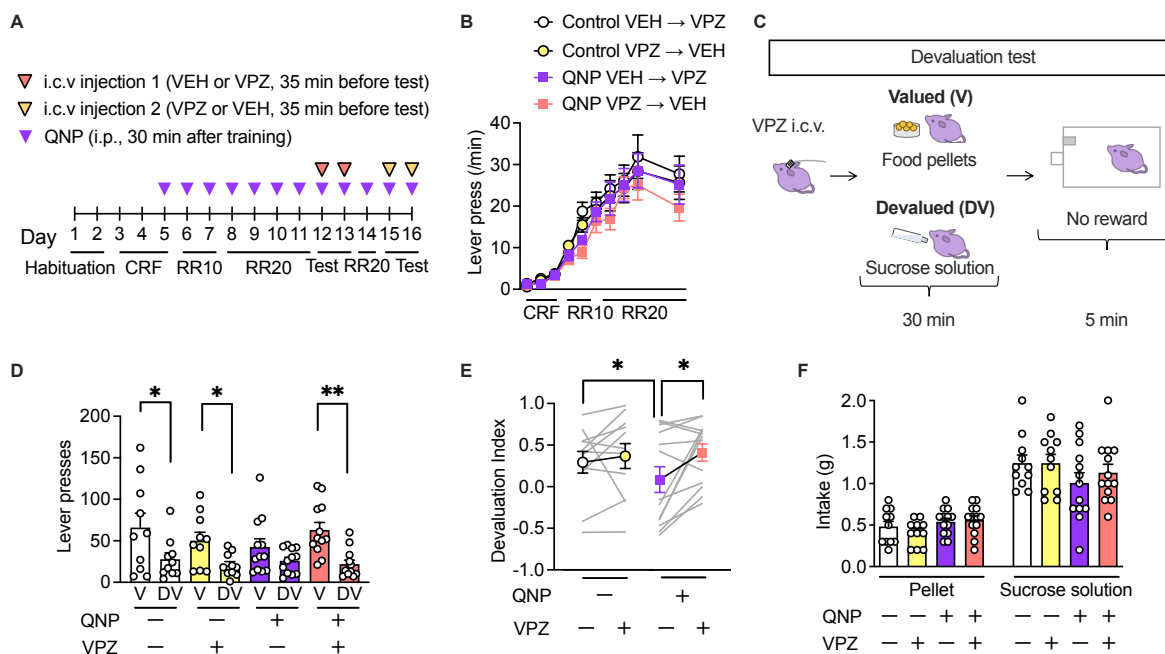 A
i.c.v injection 1 (VEH or VPZ, 35 min before test)
i.c.v injection 2 (VPZ or VEH, 35 min before test)
QNP (i.p., 30 min after training)
Day
1 2 3 4 5 6 7 8 9 10 11 12 13 14 15 16
Habituation CRF RR10 RR20 Test RR20 Test
B
Control VEH → VPZ
Control VPZ → VEH
QNP VEH → VPZ
QNP VPZ → VEH
Lever press (/min)
40
30
20
10
0
CRF RR10 RR20
C
Devaluation test
Valued (V)
VPZ i.c.v.
Food pellets
Devalued (DV)
No reward
Sucrose solution
30 min 5 min
D
Lever presses
200
150
100
50
0
* * **
V DV V DV V DV V DV
QNP — — + +
VPZ — + — +
E
Devaluation Index
1.0
0.5
0.0
-0.5
-1.0
* *
QNP — +
VPZ — + — +
F
Intake (g)
2.0
1.5
1.0
0.5
0.0
Pellet Sucrose solution
QNP — — + + — — + +
VPZ — + — + — + — +